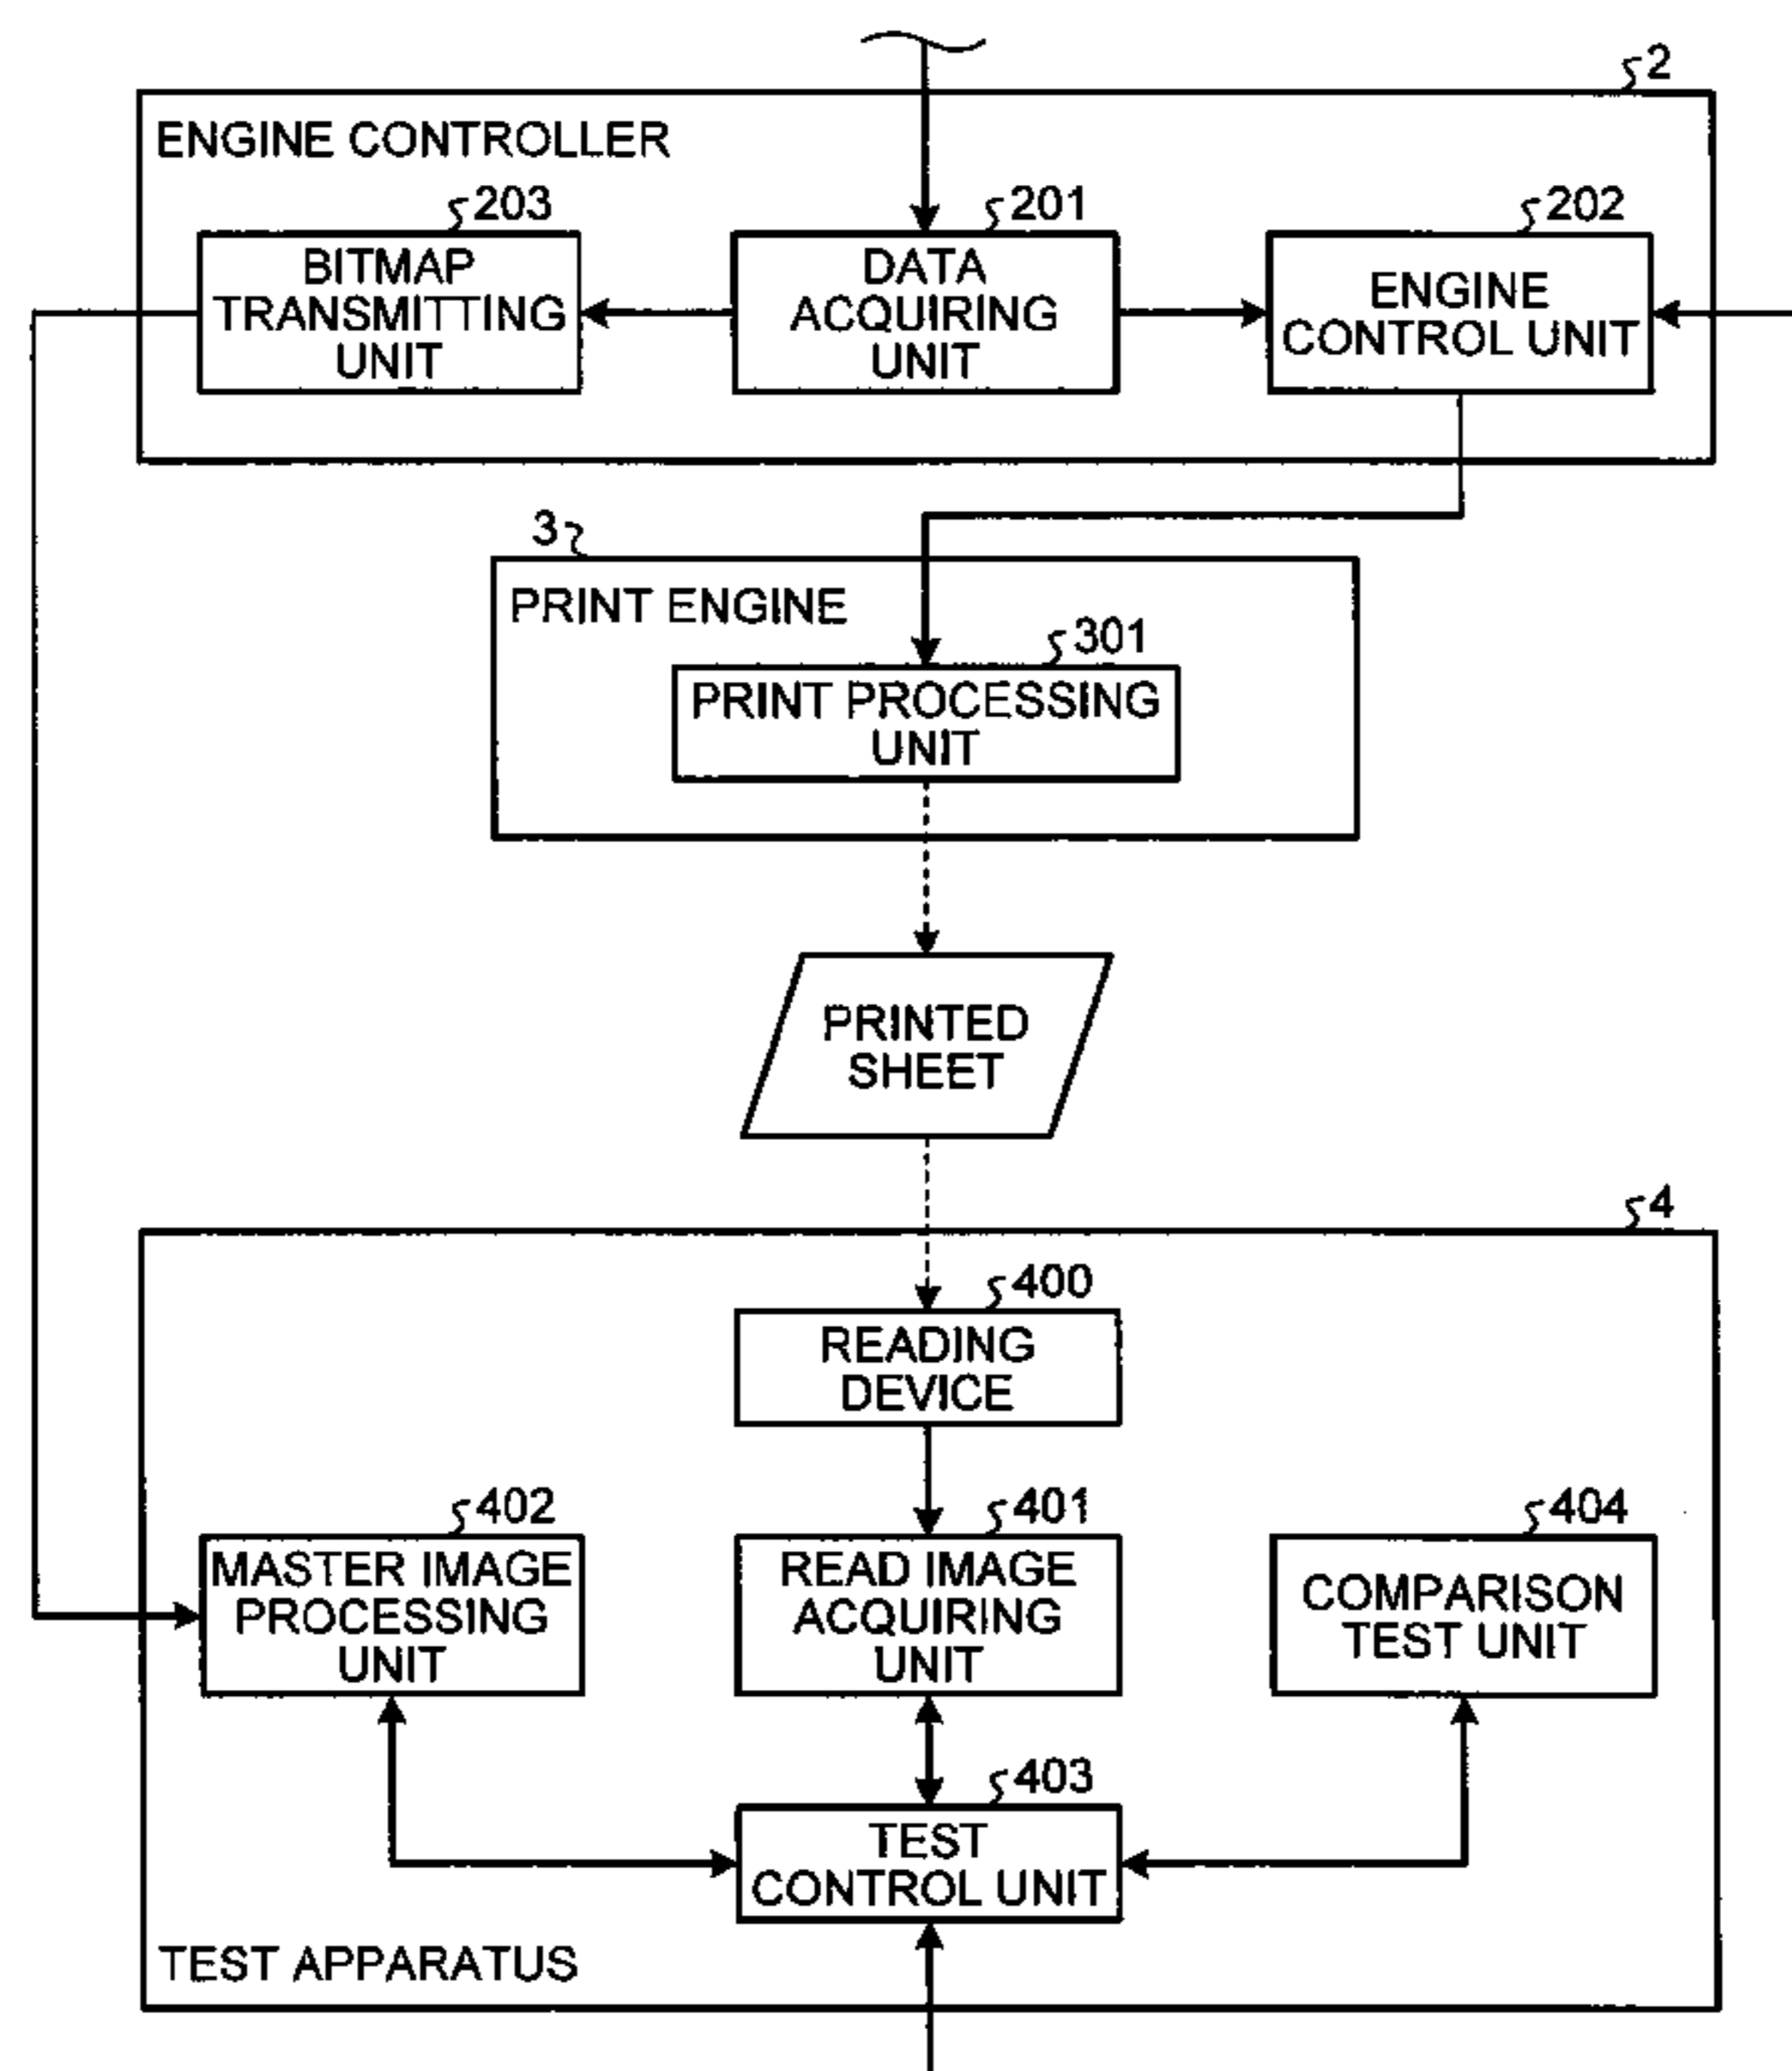 2
ENGINE CONTROLLER
203
201
202
BITMAP
TRANSMITTING
UNIT
DATA
ACQUIRING
UNIT
ENGINE
CONTROL UNIT
3
PRINT ENGINE
301
PRINT PROCESSING
UNIT
PRINTED
SHEET
4
400
READING
DEVICE
402
401
404
MASTER IMAGE
PROCESSING
UNIT
READ IMAGE
ACQUIRING
UNIT
COMPARISON
TEST UNIT
403
TEST
CONTROL UNIT
TEST APPARATUS